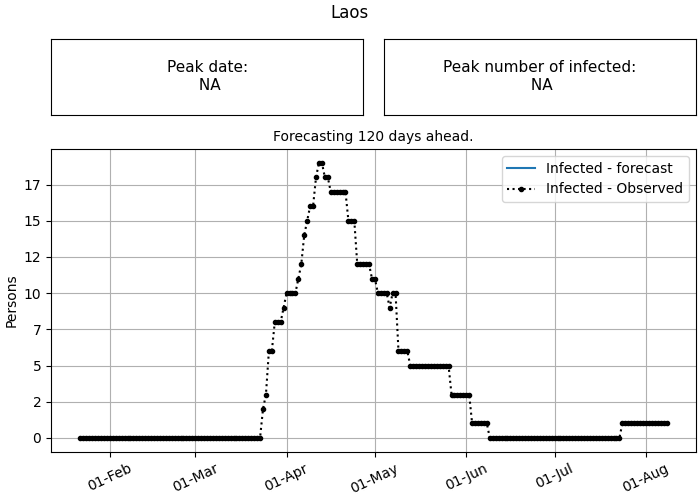 Laos
Peak date:
NA
Peak number of infected:
NA
Forecasting 120 days ahead.
Infected - forecast
Infected - Observed
Persons
17
15
12
10
7
5
2
0
01-Feb
01-Mar
01-Apr
01-May
01-Jun
01-Jul
01-Aug